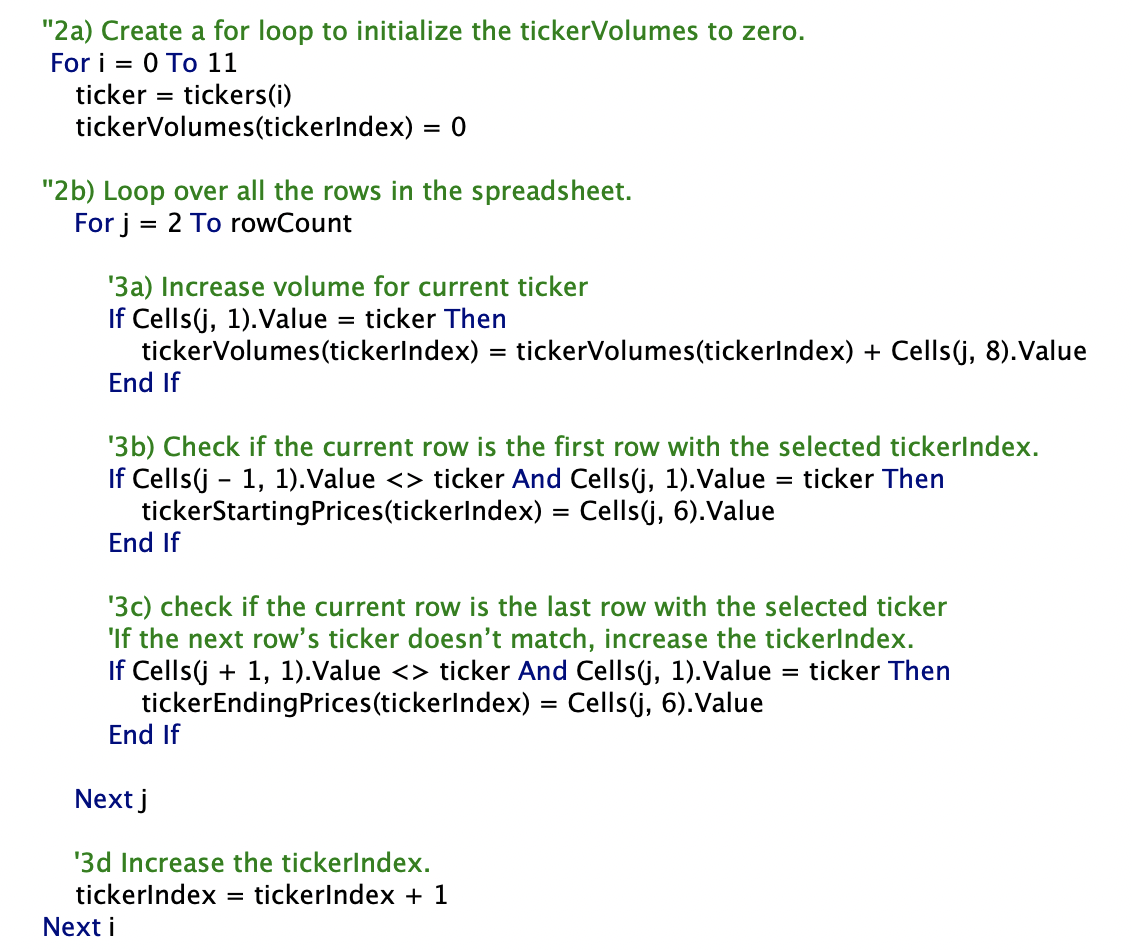 "2a) Create a for loop to initialize the tickerVolumes to zero.
For i = 0 To 11
ticker = tickers(i)
tickerVolumes(tickerIndex) = 0
"2b) Loop over all the rows in the spreadsheet.
For j = 2 To rowCount
'3a) Increase volume for current ticker
If Cells(j, 1).Value = ticker Then
tickerVolumes(tickerIndex) = tickerVolumes(tickerIndex) + Cells(j, 8).Value
End If
'3b) Check if the current row is the first row with the selected tickerIndex.
If Cells(j – 1, 1).Value <> ticker And Cells(j, 1).Value = ticker Then
tickerStartingPrices(tickerIndex) = Cells(j, 6).Value
End If
'3c) check if the current row is the last row with the selected ticker
'If the next row’s ticker doesn’t match, increase the tickerIndex.
If Cells(j + 1, 1).Value <> ticker And Cells(j, 1).Value = ticker Then
tickerEndingPrices(tickerIndex) = Cells(j, 6).Value
End If
Next j
'3d Increase the tickerIndex.
tickerIndex = tickerIndex + 1
Next i